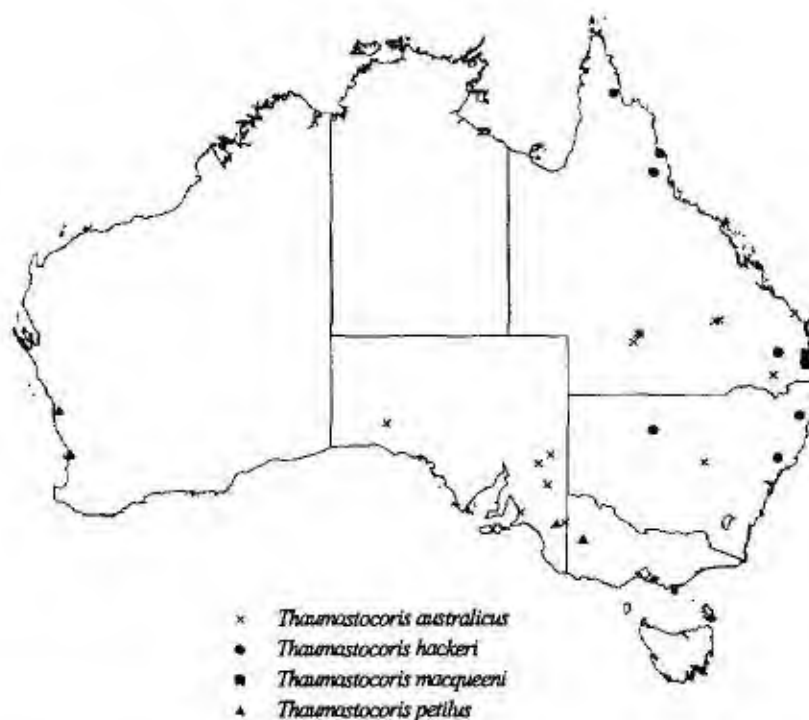 × Thaumastocoris australicus
● Thaumastocoris hackeri
■ Thaumastocoris macqueeni
▲ Thaumastocoris petilus